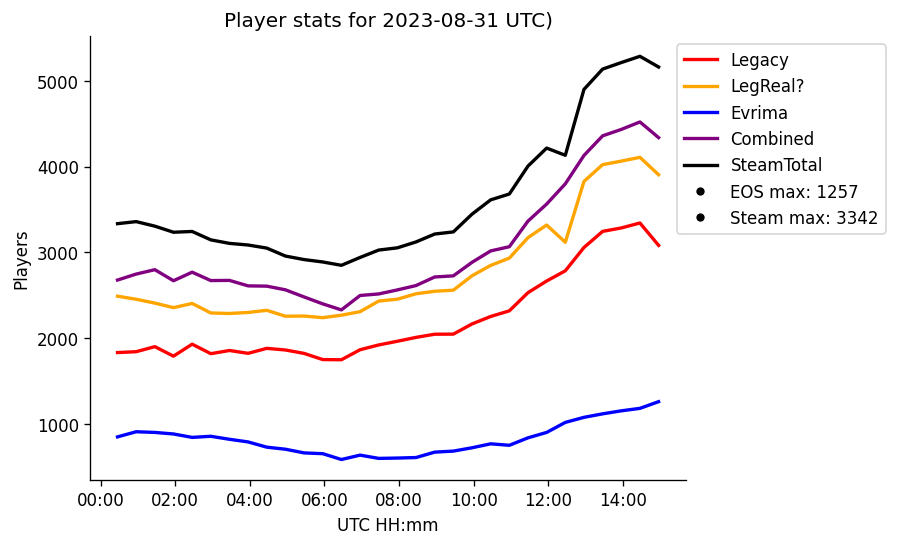 Player stats for 2023-08-31 UTC)
Players
5000
4000
3000
2000
1000
00:00 02:00 04:00 06:00 08:00 10:00 12:00 14:00
UTC HH:mm
Legacy
LegReal?
Evrima
Combined
SteamTotal
EOS max: 1257
Steam max: 3342